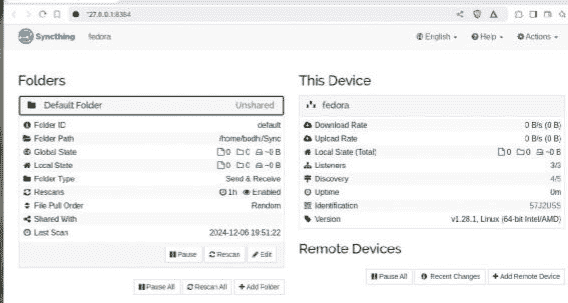 127.0.0.1:8384
Syncthing fedora English Help Actions
Folders
Default Folder Unshared
Folder ID default
Folder Path /home/bodhi/Sync
Global State 0 0 ~0 B
Local State 0 0 ~0 B
Folder Type Send & Receive
Rescans 1h Enabled
File Pull Order Random
Shared With
Last Scan 2024-12-06 19:51:22
Pause Rescan Edit
Pause All Rescan All Add Folder
This Device
fedora
Download Rate 0 B/s (0 B)
Upload Rate 0 B/s (0 B)
Local State (Total) 0 0 ~0 B
Listeners 3/3
Discovery 4/5
Uptime 0m
Identification 57J2USS
Version v1.28.1, Linux (64-bit Intel/AMD)
Remote Devices
Pause All Recent Changes Add Remote Device